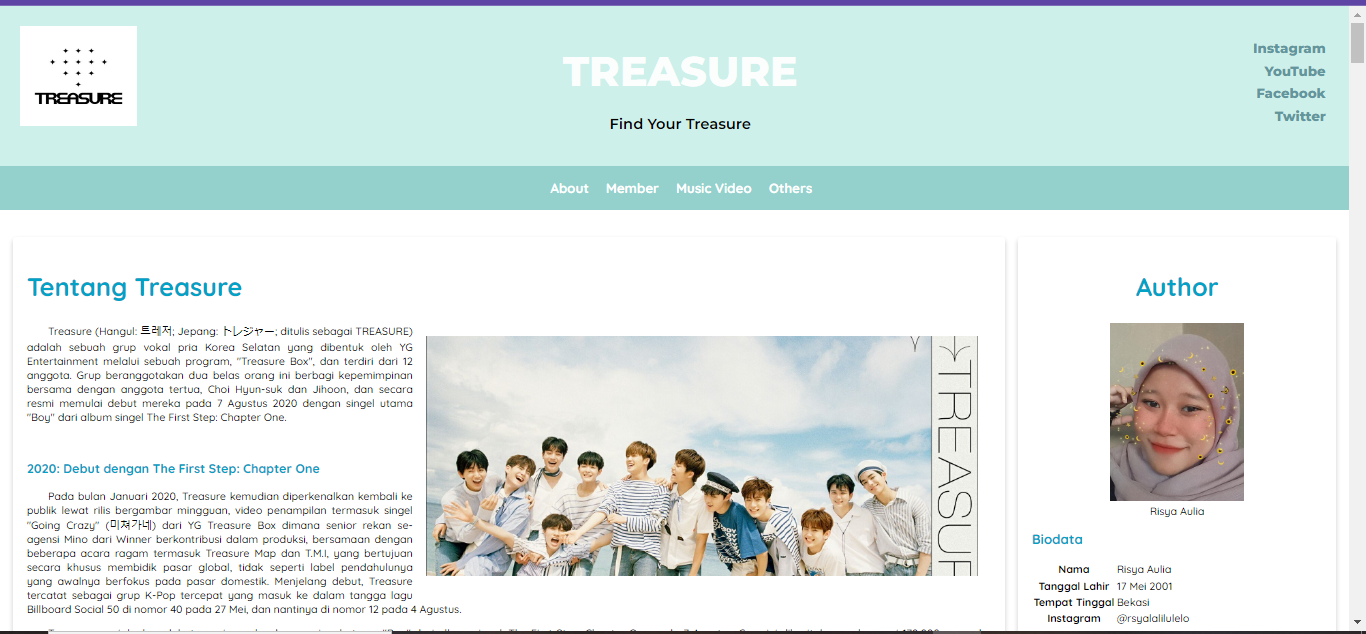 TREASURE
TREASURE
Find Your Treasure
Instagram
YouTube
Facebook
Twitter
About Member Music Video Others
Tentang Treasure
Treasure (Hangul: 트레저; Jepang: トレジャー; ditulis sebagai TREASURE)
adalah sebuah grup vokal pria Korea Selatan yang dibentuk oleh YG
Entertainment melalui sebuah program, "Treasure Box", dan terdiri dari 12
anggota. Grup beranggotakan dua belas orang ini berbagi kepemimpinan
bersama dengan anggota tertua, Choi Hyun-suk dan Jihoon, dan secara
resmi memulai debut mereka pada 7 Agustus 2020 dengan singel utama
"Boy" dari album singel The First Step: Chapter One.
2020: Debut dengan The First Step: Chapter One
Pada bulan Januari 2020, Treasure kemudian diperkenalkan kembali ke
publik lewat rilis bergambar mingguan, video penampilan termasuk singel
"Going Crazy" (미쳐가네) dari YG Treasure Box dimana senior rekan se-
agensi Mino dari Winner berkontribusi dalam produksi, bersamaan dengan
beberapa acara ragam termasuk Treasure Map dan T.M.I, yang bertujuan
secara khusus membidik pasar global, tidak seperti label pendahulunya
yang awalnya berfokus pada pasar domestik. Menjelang debut, Treasure
tercatat sebagai grup K-Pop tercepat yang masuk ke dalam tangga lagu
Billboard Social 50 di nomor 40 pada 27 Mei, dan nantinya di nomor 12 pada 4 Agustus.
TREASUR
Author
Risya Aulia
Biodata
Nama Risya Aulia
Tanggal Lahir 17 Mei 2001
Tempat Tinggal Bekasi
Instagram @rsyalalilulelo